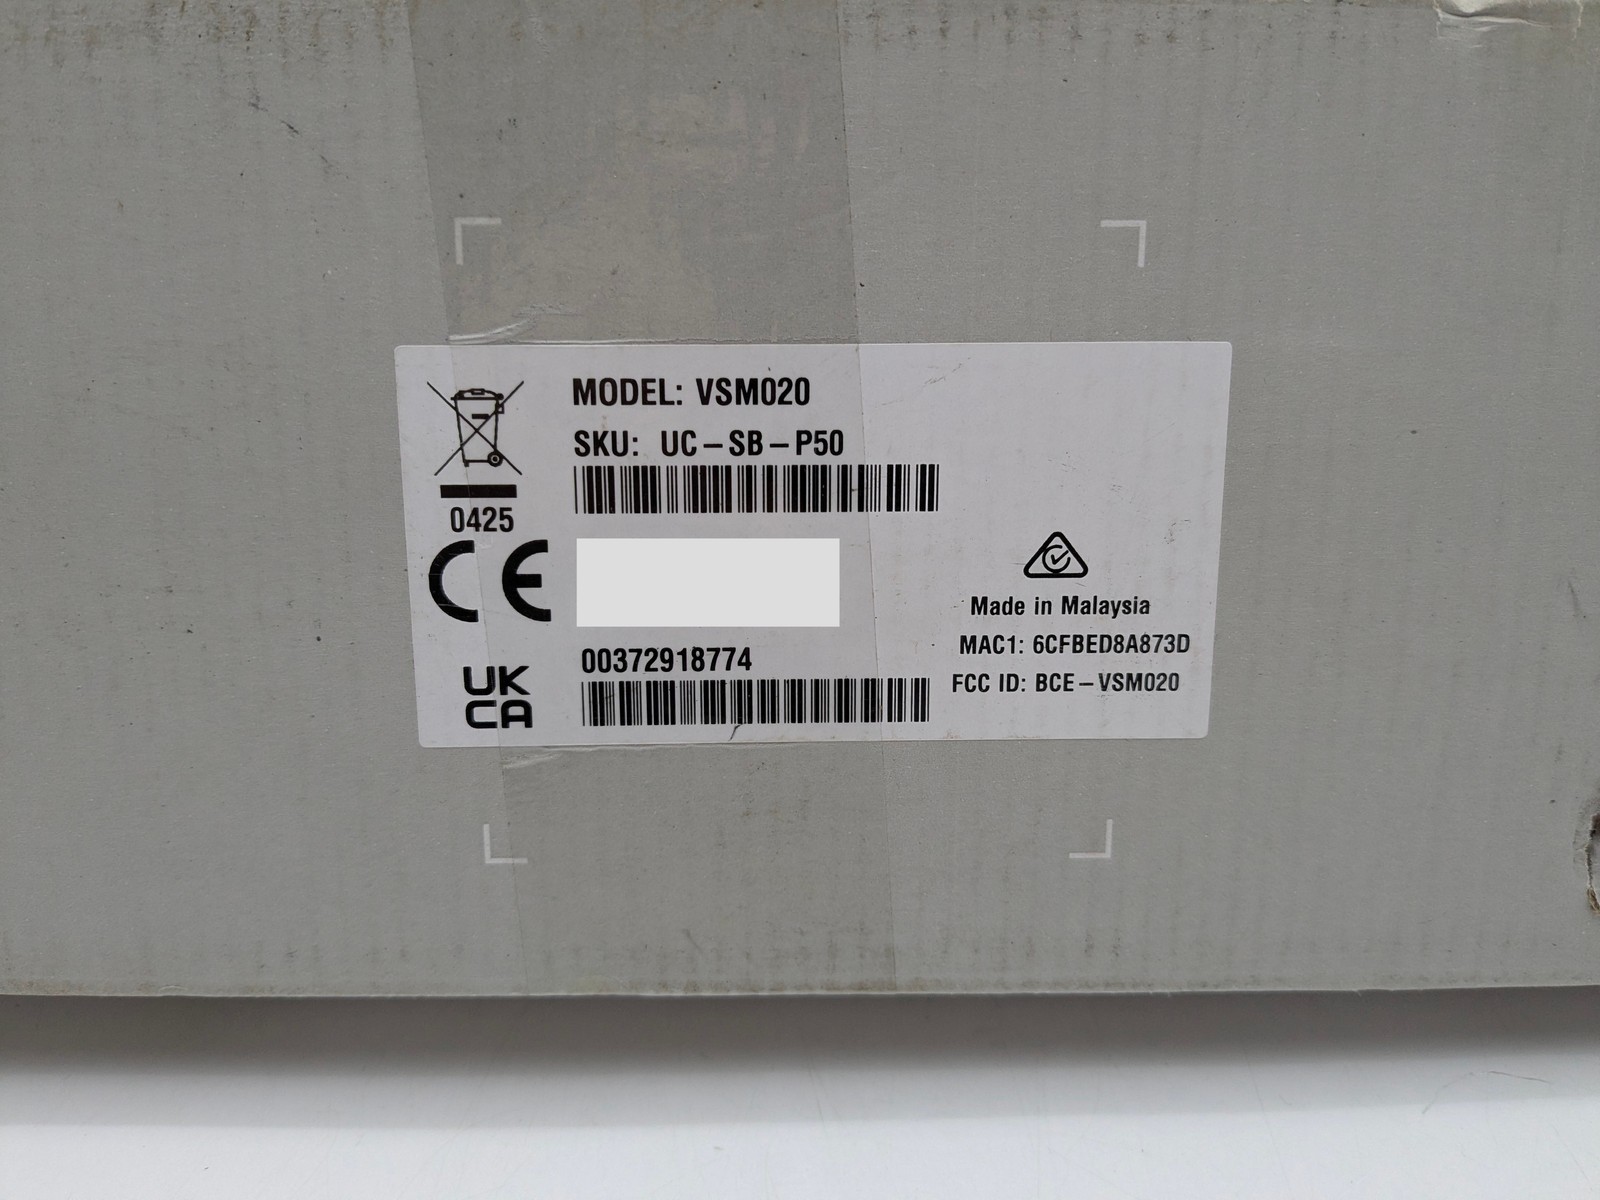 MODEL: VSM020
SKU: UC-SB-P50
0425
CE
00372918774
UK
CA
Made in Malaysia
MAC1: 6CFBED8A873D
FCC ID: BCE-VSM020